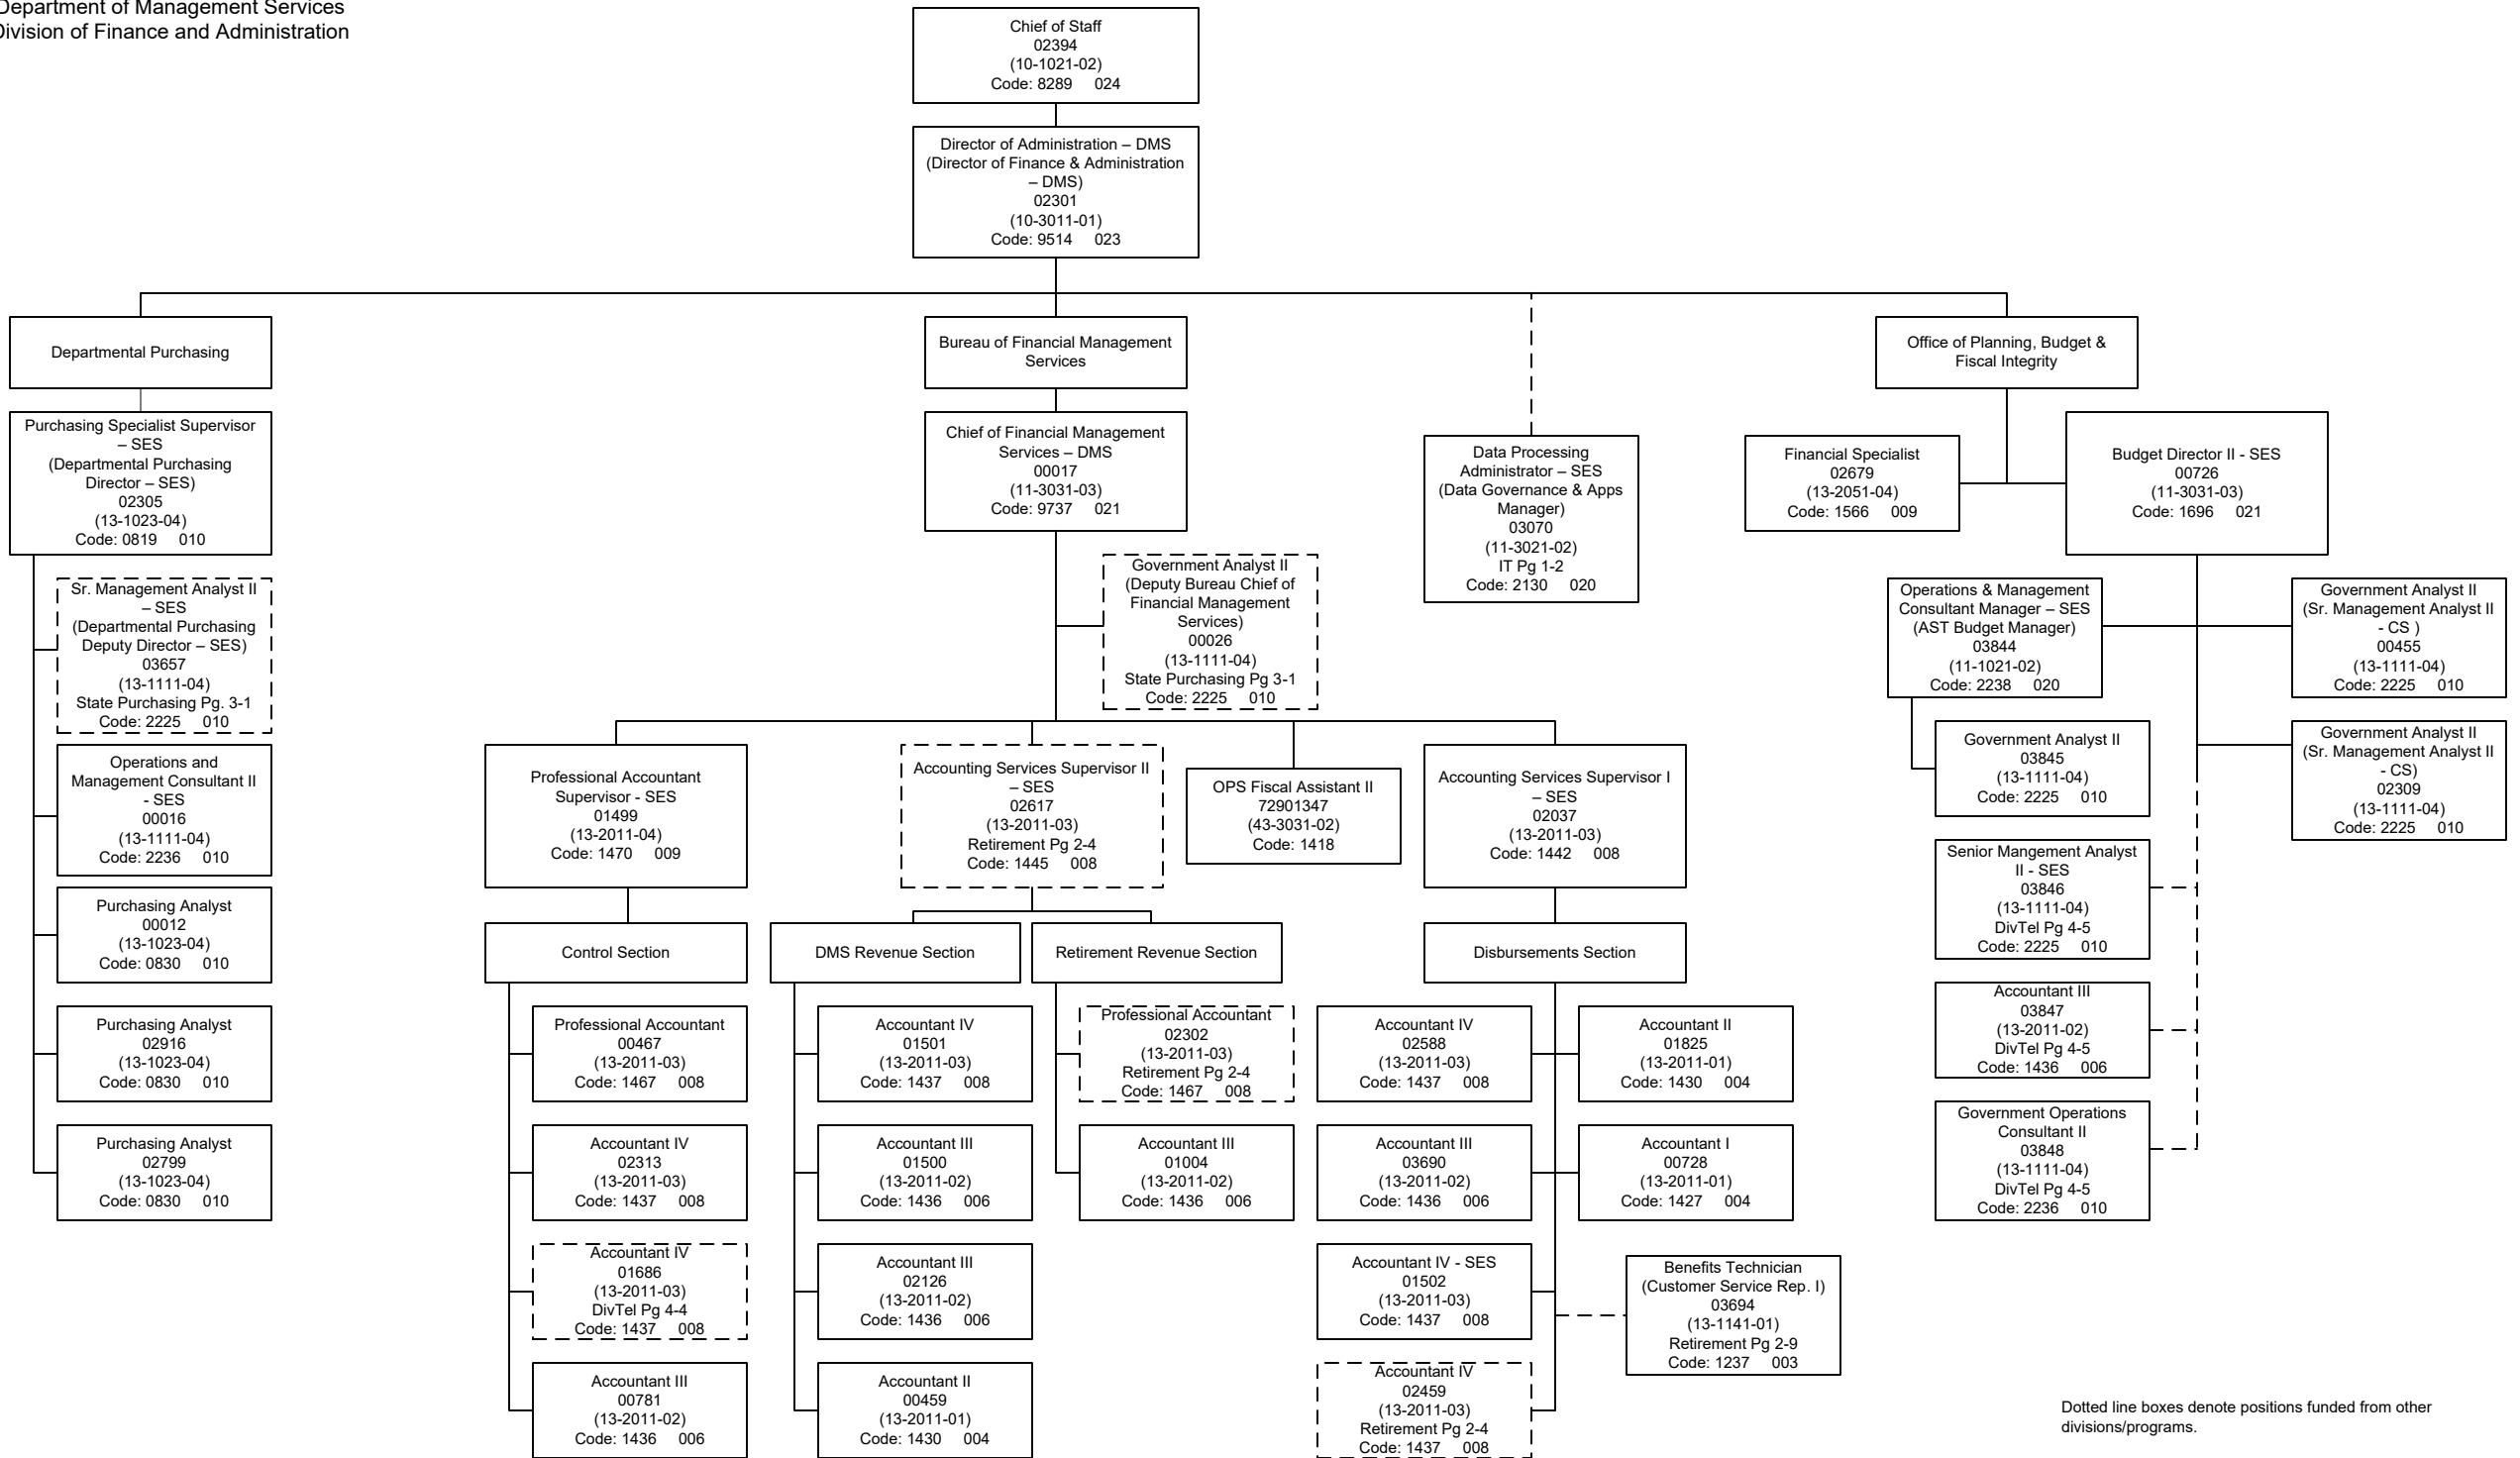 Department of Management Services
Division of Finance and Administration
Chief of Staff
02394
(10-1021-02)
Code: 8289 024
Director of Administration – DMS
(Director of Finance & Administration
– DMS)
02301
(10-3011-01)
Code: 9514 023
Departmental Purchasing
Purchasing Specialist Supervisor
– SES
(Departmental Purchasing
Director – SES)
02305
(13-1023-04)
Code: 0819 010
Sr. Management Analyst II
– SES
(Departmental Purchasing
Deputy Director – SES)
03657
(13-1111-04)
State Purchasing Pg. 3-1
Code: 2225 010
Operations and
Management Consultant II
- SES
00016
(13-1111-04)
Code: 2236 010
Purchasing Analyst
00012
(13-1023-04)
Code: 0830 010
Purchasing Analyst
02916
(13-1023-04)
Code: 0830 010
Purchasing Analyst
02799
(13-1023-04)
Code: 0830 010
Bureau of Financial Management
Services
Chief of Financial Management
Services – DMS
00017
(11-3031-03)
Code: 9737 021
Government Analyst II
(Deputy Bureau Chief of
Financial Management
Services)
00026
(13-1111-04)
State Purchasing Pg 3-1
Code: 2225 010
Professional Accountant
Supervisor - SES
01499
(13-2011-04)
Code: 1470 009
Control Section
Professional Accountant
00467
(13-2011-03)
Code: 1467 008
Accountant IV
02313
(13-2011-03)
Code: 1437 008
Accountant IV
01686
(13-2011-03)
DivTel Pg 4-4
Code: 1437 008
Accountant III
00781
(13-2011-02)
Code: 1436 006
Accounting Services Supervisor II
– SES
02617
(13-2011-03)
Retirement Pg 2-4
Code: 1445 008
DMS Revenue Section
Accountant IV
01501
(13-2011-03)
Code: 1437 008
Accountant III
01500
(13-2011-02)
Code: 1436 006
Accountant III
02126
(13-2011-02)
Code: 1436 006
Accountant II
00459
(13-2011-01)
Code: 1430 004
Retirement Revenue Section
Professional Accountant
02302
(13-2011-03)
Retirement Pg 2-4
Code: 1467 008
Accountant III
01004
(13-2011-02)
Code: 1436 006
OPS Fiscal Assistant II
72901347
(43-3031-02)
Code: 1418
Accounting Services Supervisor I
– SES
02037
(13-2011-03)
Code: 1442 008
Disbursements Section
Accountant IV
02588
(13-2011-03)
Code: 1437 008
Accountant II
01825
(13-2011-01)
Code: 1430 004
Accountant III
03690
(13-2011-02)
Code: 1436 006
Accountant I
00728
(13-2011-01)
Code: 1427 004
Accountant IV - SES
01502
(13-2011-03)
Code: 1437 008
Benefits Technician
(Customer Service Rep. I)
03694
(13-1141-01)
Retirement Pg 2-9
Code: 1237 003
Accountant IV
02459
(13-2011-03)
Retirement Pg 2-4
Code: 1437 008
Data Processing
Administrator – SES
(Data Governance & Apps
Manager)
03070
(11-3021-02)
IT Pg 1-2
Code: 2130 020
Office of Planning, Budget &
Fiscal Integrity
Financial Specialist
02679
(13-2051-04)
Code: 1566 009
Budget Director II - SES
00726
(11-3031-03)
Code: 1696 021
Operations & Management
Consultant Manager – SES
(AST Budget Manager)
03844
(11-1021-02)
Code: 2238 020
Government Analyst II
(Sr. Management Analyst II
- CS )
00455
(13-1111-04)
Code: 2225 010
Government Analyst II
03845
(13-1111-04)
Code: 2225 010
Government Analyst II
(Sr. Management Analyst II
- CS)
02309
(13-1111-04)
Code: 2225 010
Senior Mangement Analyst
II - SES
03846
(13-1111-04)
DivTel Pg 4-5
Code: 2225 010
Accountant III
03847
(13-2011-02)
DivTel Pg 4-5
Code: 1436 006
Government Operations
Consultant II
03848
(13-1111-04)
DivTel Pg 4-5
Code: 2236 010
Dotted line boxes denote positions funded from other
divisions/programs.